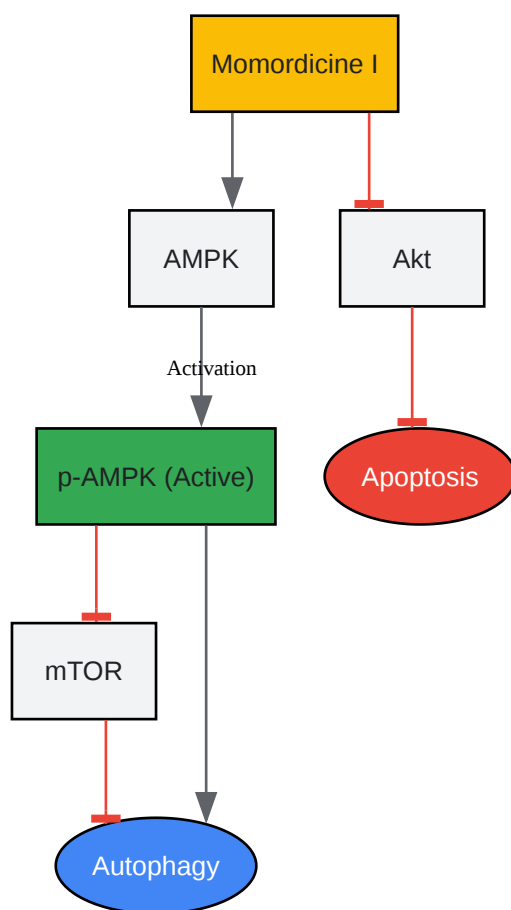 Momordicine I
AMPK
Akt
Activation
p-AMPK (Active)
Apoptosis
mTOR
Autophagy